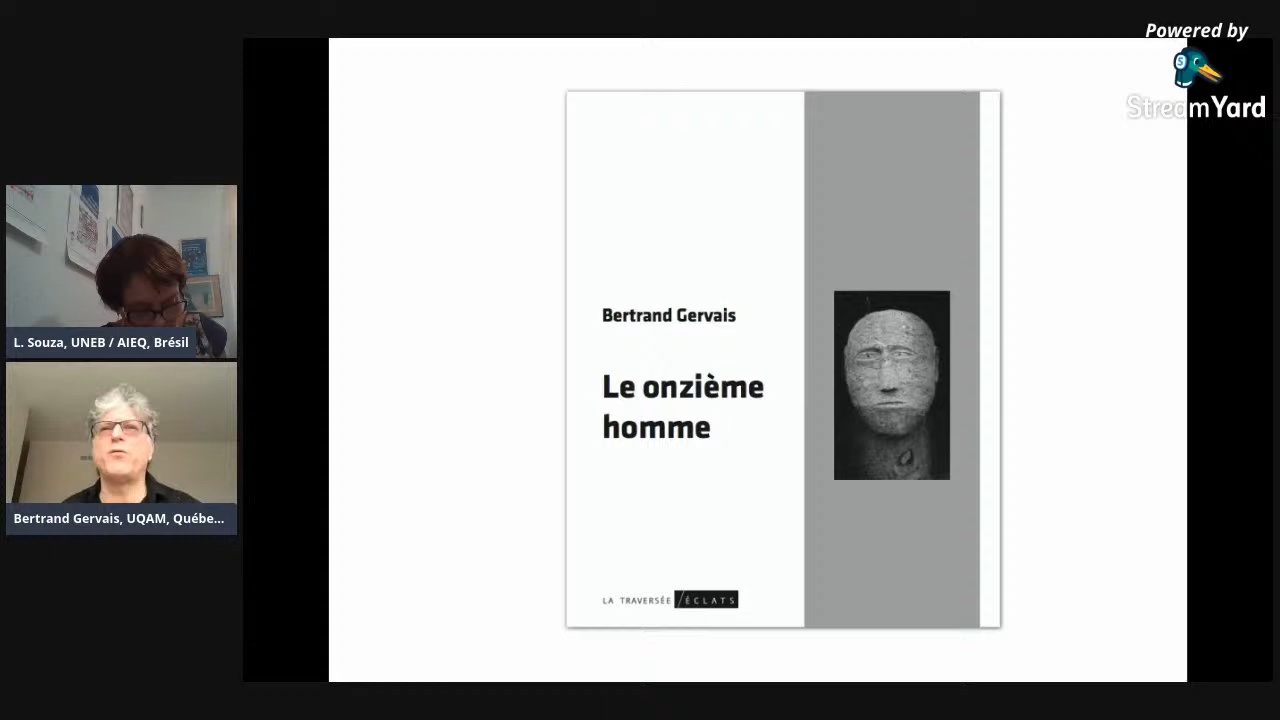 Powered by
StreamYard
Bertrand Gervais
Le onzième
homme
LA TRAVERSÉE /ÉCLATS
L. Souza, UNEB / AIEQ, Brésil
Bertrand Gervais, UQAM, Québe...